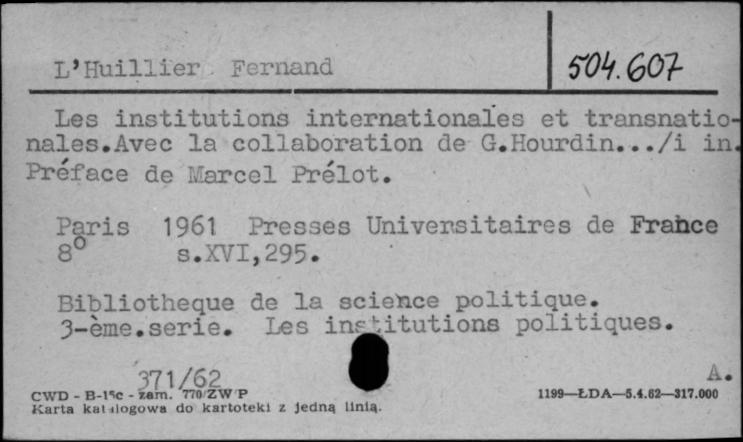 L'Huillier Fernand
504.607
Les institutions internationales et transnatio-
nales.Avec la collaboration de G.Hourdin.../i in.
Préface de Marcel Prélot.
Paris 1961 Presses Universitaires de France
8° s.XVI,295.
Bibliotheque de la science politique.
3-ème.serie. Les institutions politiques.
371/62
A.
CWD - B-15c - zam. 770/ZW P
1199—ŁDA—5.4.62—317.000
Karta katalogowa do kartoteki z jedną linią.